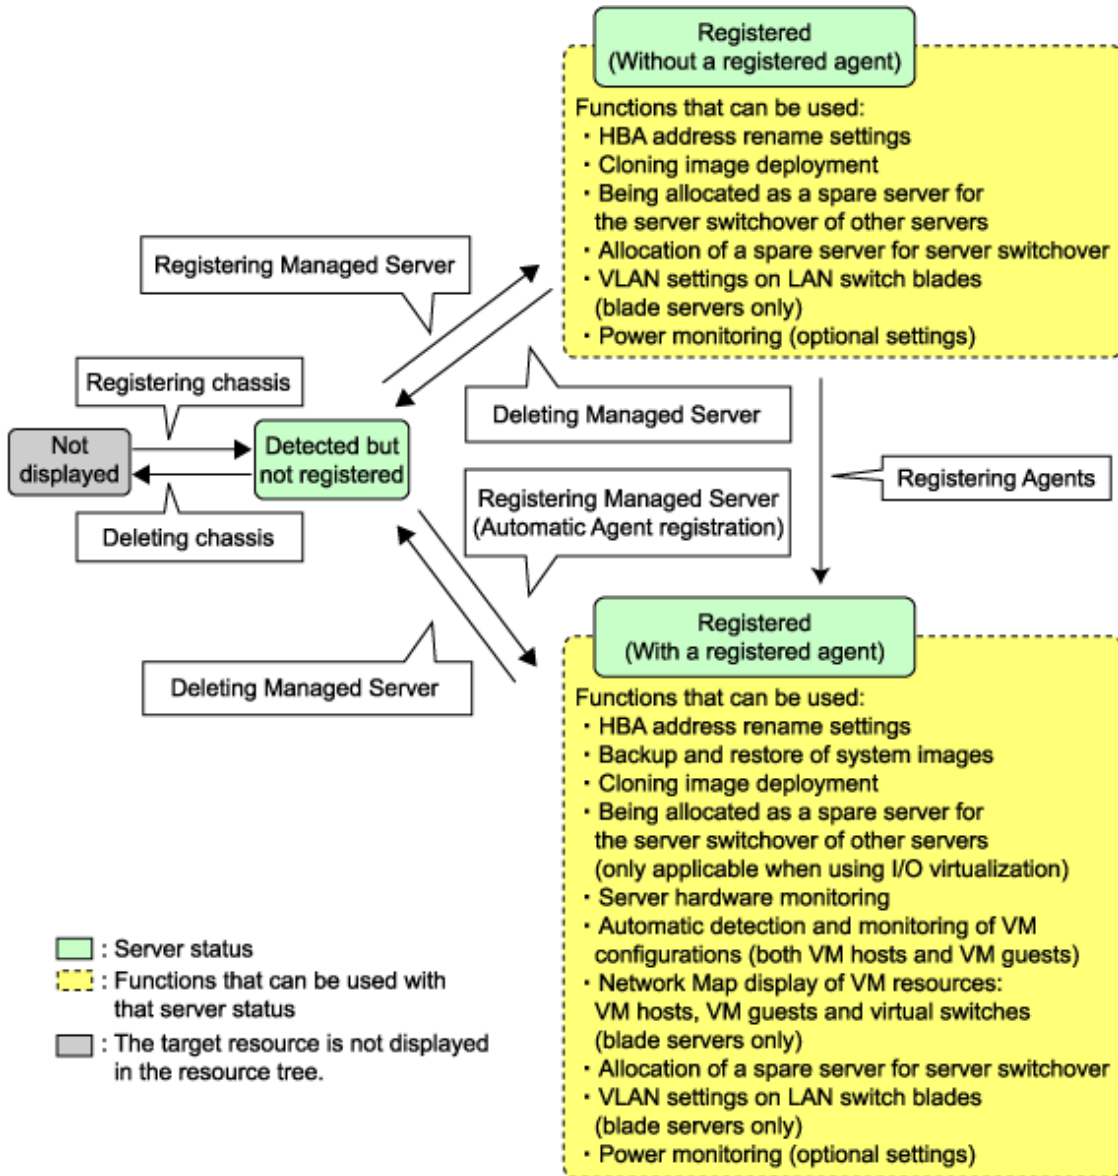 Registered
(Without a registered agent)
Functions that can be used:
・HBA address rename settings
・Cloning image deployment
・Being allocated as a spare server for
the server switchover of other servers
・Allocation of a spare server for server switchover
・VLAN settings on LAN switch blades
(blade servers only)
・Power monitoring (optional settings)
Registering Managed Server
Registering chassis
Deleting Managed Server
Not
displayed
Detected but
not registered
Registering Agents
Registering Managed Server
(Automatic Agent registration)
Deleting chassis
Deleting Managed Server
Registered
(With a registered agent)
Functions that can be used:
・HBA address rename settings
・Backup and restore of system images
・Cloning image deployment
・Being allocated as a spare server for
the server switchover of other servers
(only applicable when using I/O virtualization)
・Server hardware monitoring
・Automatic detection and monitoring of VM
configurations (both VM hosts and VM guests)
・Network Map display of VM resources:
VM hosts, VM guests and virtual switches
(blade servers only)
・Allocation of a spare server for server switchover
・VLAN settings on LAN switch blades
(blade servers only)
・Power monitoring (optional settings)
: Server status
: Functions that can be used with
that server status
: The target resource is not displayed
in the resource tree.